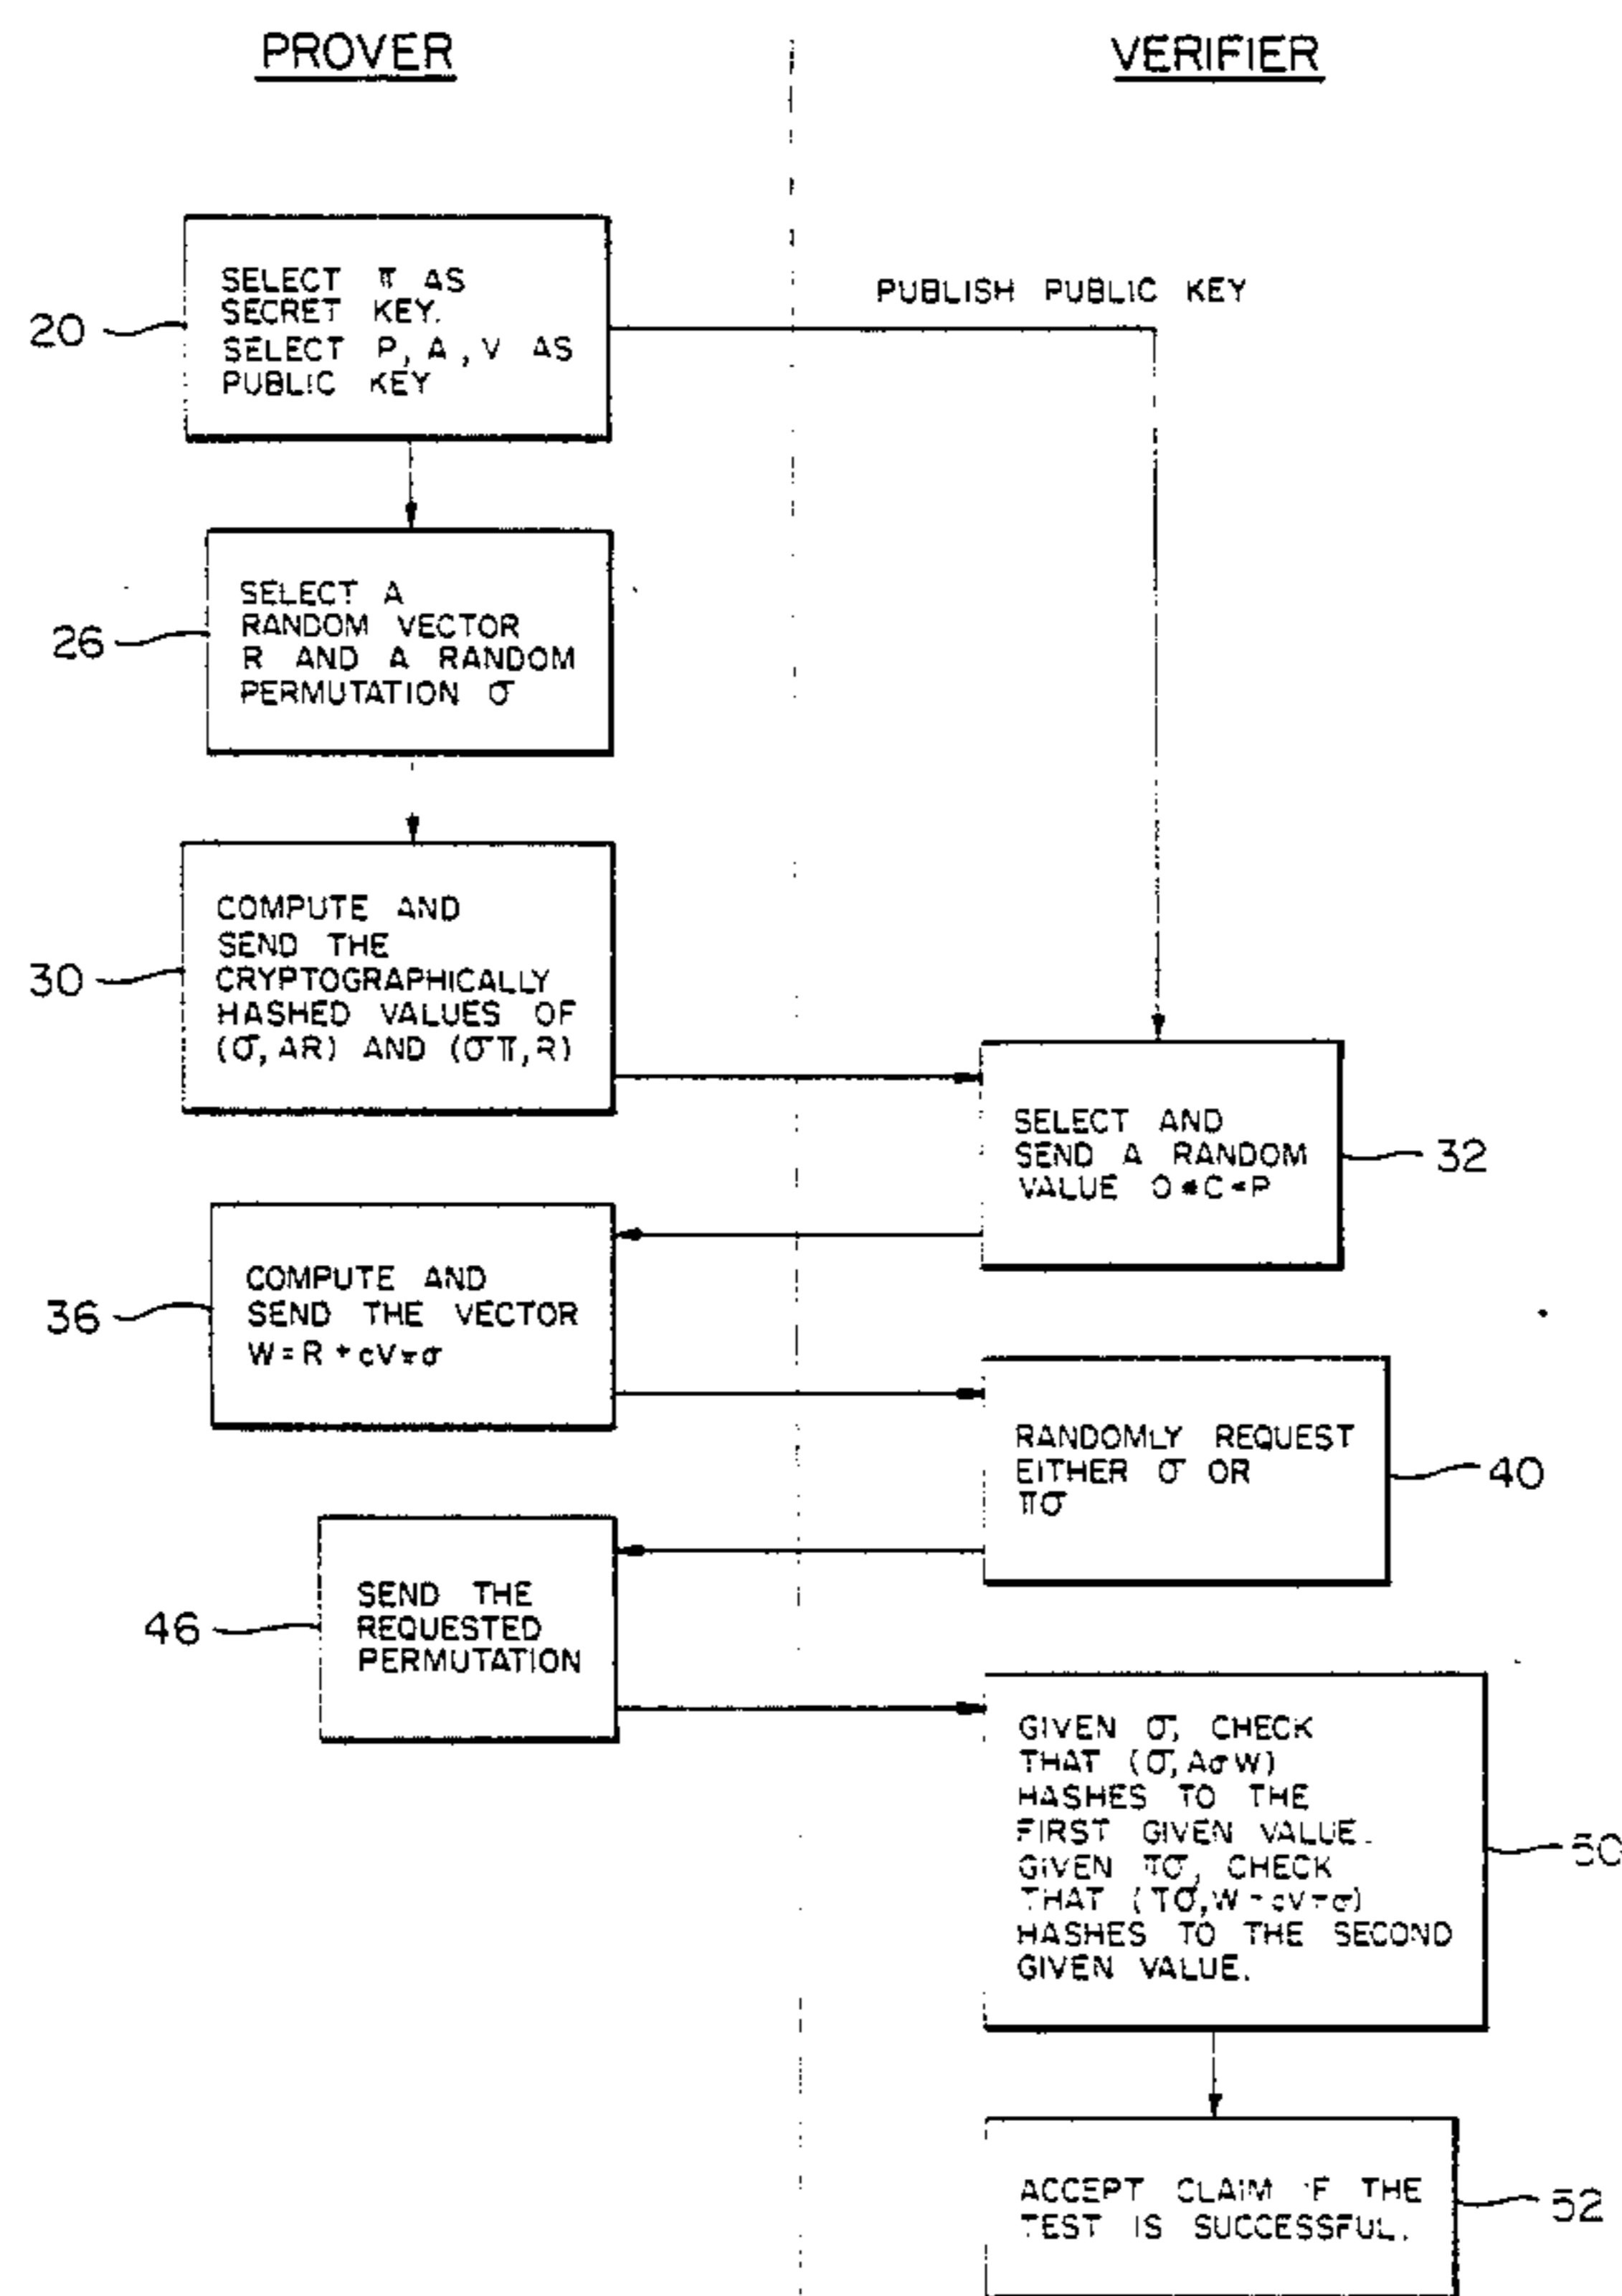 PROVER
VERIFIER
SELECT π AS
SECRET KEY.
SELECT P, A, V AS
PUBLIC KEY
20
PUBLISH PUBLIC KEY
SELECT A
RANDOM VECTOR
R AND A RANDOM
PERMUTATION σ
26
COMPUTE AND
SEND THE
CRYPTOGRAPHICALLY
HASHED VALUES OF
(σ, AR) AND (σπ, R)
30
SELECT AND
SEND A RANDOM
VALUE
32
COMPUTE AND
SEND THE VECTOR
W = R + cVπσ
36
RANDOMLY REQUEST
EITHER σ OR
πσ
40
SEND THE
REQUESTED
PERMUTATION
46
GIVEN σ, CHECK
THAT (σ, AσW)
HASHES TO THE
FIRST GIVEN VALUE.
GIVEN πσ, CHECK
THAT
HASHES TO THE SECOND
GIVEN VALUE.
50
ACCEPT CLAIM IF THE
TEST IS SUCCESSFUL.
52